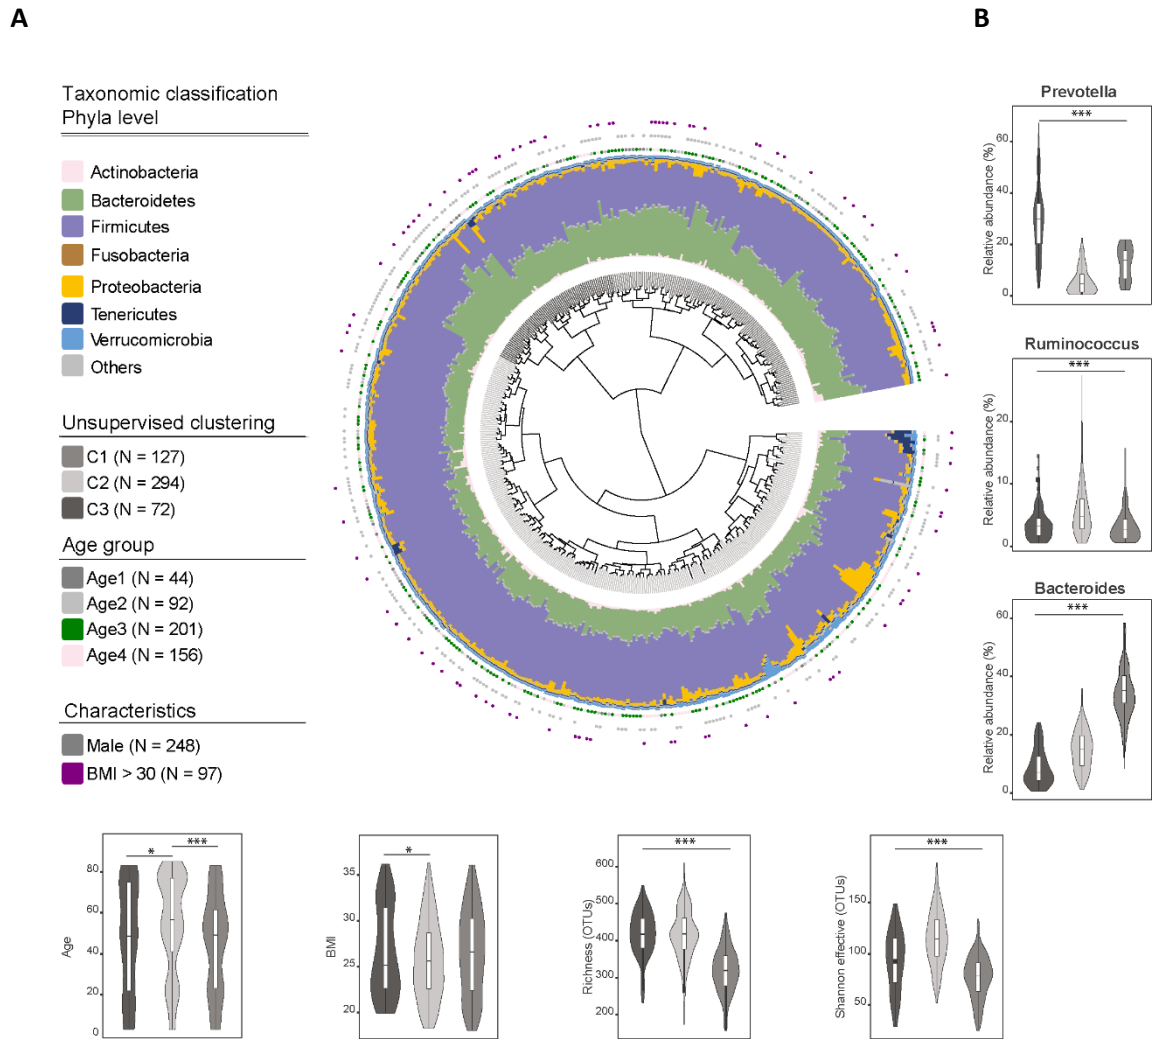 A
B
Taxonomic classification
Phyla level
Actinobacteria
Bacteroidetes
Firmicutes
Fusobacteria
Proteobacteria
Tenericutes
Verrucomicrobia
Others
Unsupervised clustering
C1 (N = 127)
C2 (N = 294)
C3 (N = 72)
Age group
Age1 (N = 44)
Age2 (N = 92)
Age3 (N = 201)
Age4 (N = 156)
Characteristics
Male (N = 248)
BMI > 30 (N = 97)
Prevotella
***
Relative abundance (%)
60
40
20
0
Ruminococcus
***
Relative abundance (%)
20
10
0
Bacteroides
***
Relative abundance (%)
60
40
20
0
* ***
Age
80
60
40
20
0
*
BMI
35
30
25
20
***
Richness (OTUs)
600
500
400
300
200
***
Shannon effective (OTUs)
150
100
50